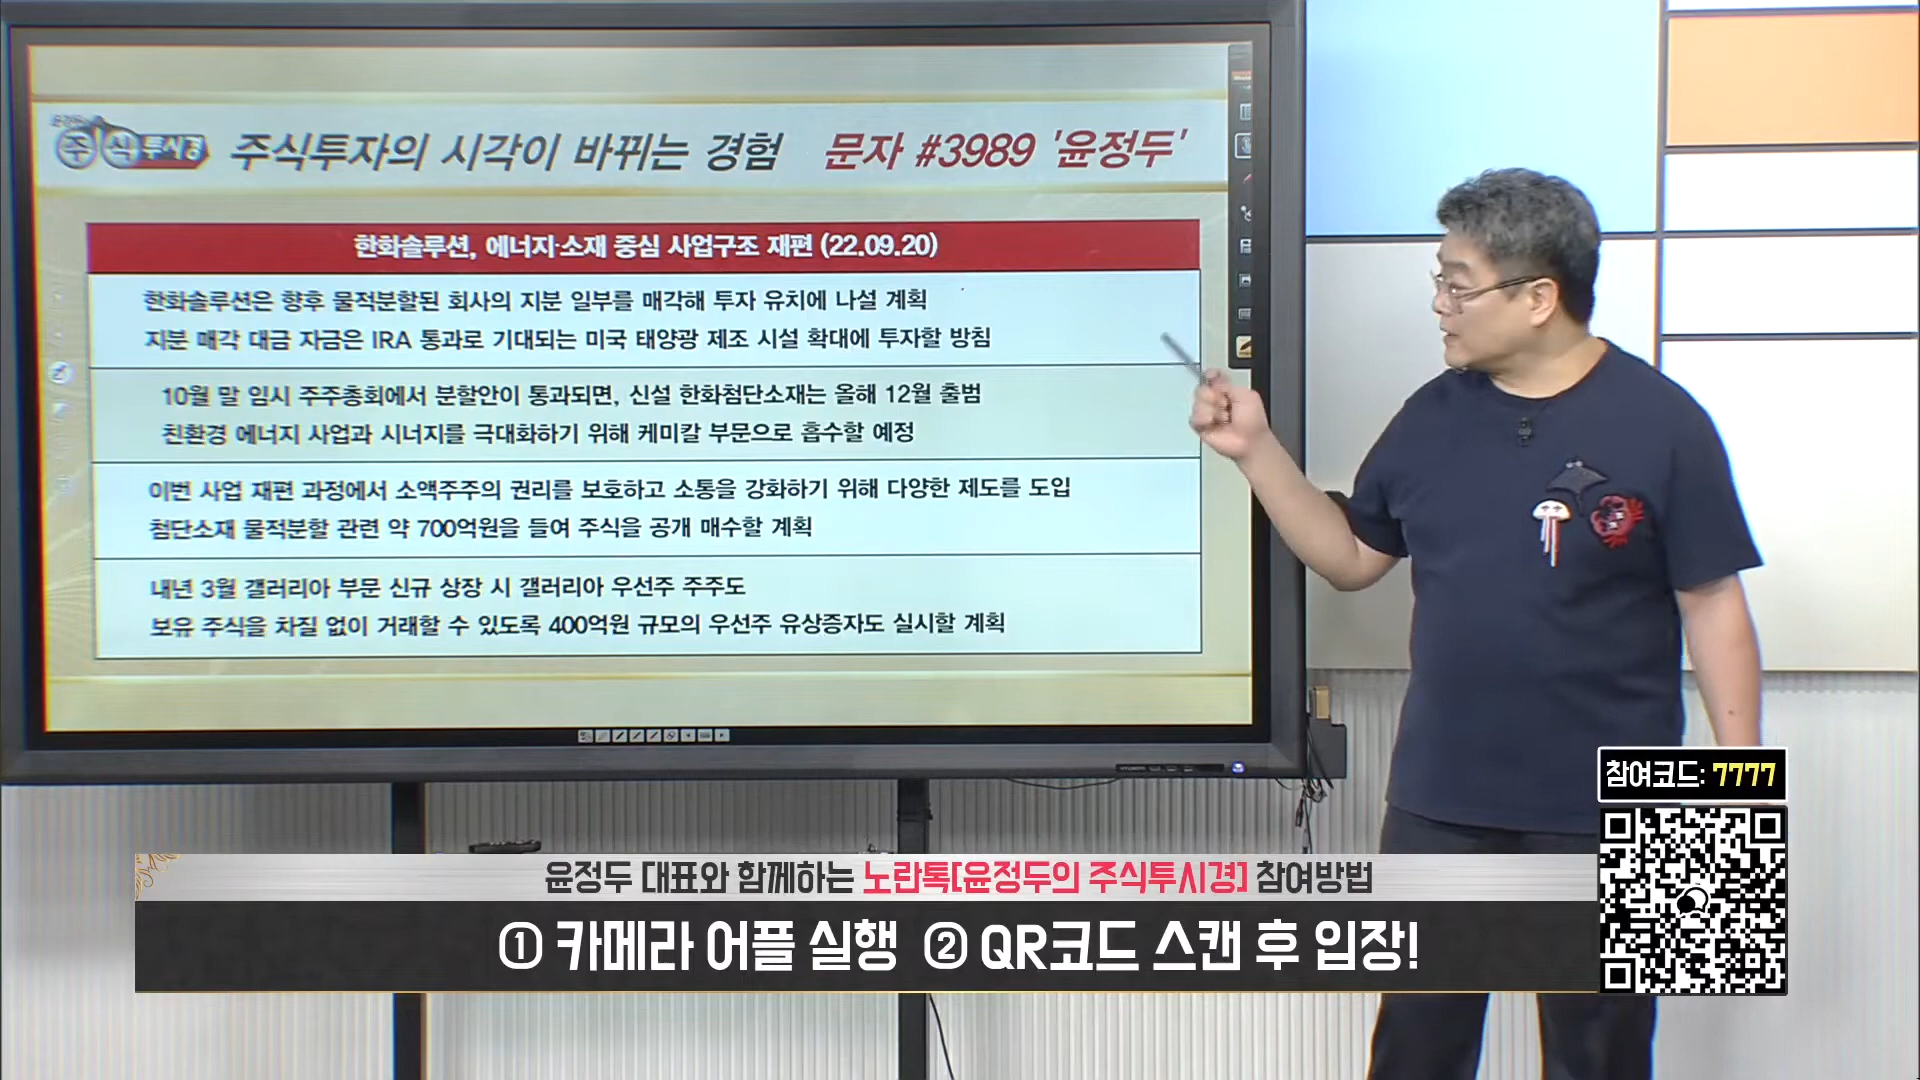 주식투시경
주식투자의 시각이 바뀌는 경험 문자 #3989 '윤정두'
한화솔루션, 에너지·소재 중심 사업구조 재편 (22.09.20)
한화솔루션은 향후 물적분할된 회사의 지분 일부를 매각해 투자 유치에 나설 계획
지분 매각 대금 자금은 IRA 통과로 기대되는 미국 태양광 제조 시설 확대에 투자할 방침
10월 말 임시 주주총회에서 분할안이 통과되면, 신설 한화첨단소재는 올해 12월 출범
친환경 에너지 사업과 시너지를 극대화하기 위해 케미칼 부문으로 흡수할 예정
이번 사업 재편 과정에서 소액주주의 권리를 보호하고 소통을 강화하기 위해 다양한 제도를 도입
첨단소재 물적분할 관련 약 700억원을 들여 주식을 공개 매수할 계획
내년 3월 갤러리아 부문 신규 상장 시 갤러리아 우선주 주주도
보유 주식을 차질 없이 거래할 수 있도록 400억원 규모의 우선주 유상증자도 실시할 계획
참여코드: 7777
윤정두 대표와 함께하는 노란톡[윤정두의 주식투시경] 참여방법
① 카메라 어플 실행 ② QR코드 스캔 후 입장!